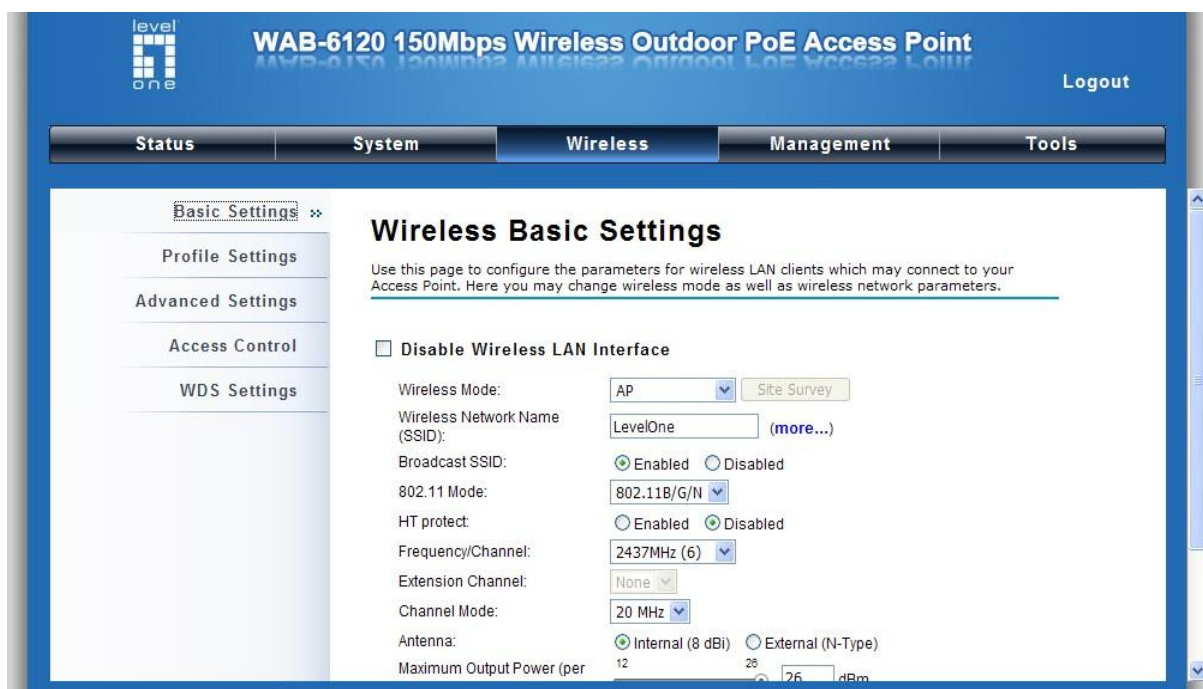 level
one
WAB-6120 150Mbps Wireless Outdoor PoE Access Point
Logout
Status System Wireless Management Tools
Basic Settings »
Profile Settings
Advanced Settings
Access Control
WDS Settings
Wireless Basic Settings
Use this page to configure the parameters for wireless LAN clients which may connect to your
Access Point. Here you may change wireless mode as well as wireless network parameters.
Disable Wireless LAN Interface
Wireless Mode: AP Site Survey
Wireless Network Name
(SSID): LevelOne (more...)
Broadcast SSID: Enabled Disabled
802.11 Mode: 802.11B/G/N
HT protect: Enabled Disabled
Frequency/Channel: 2437MHz (6)
Extension Channel: None
Channel Mode: 20 MHz
Antenna: Internal (8 dBi) External (N-Type)
Maximum Output Power (per 12 26 26 dBm